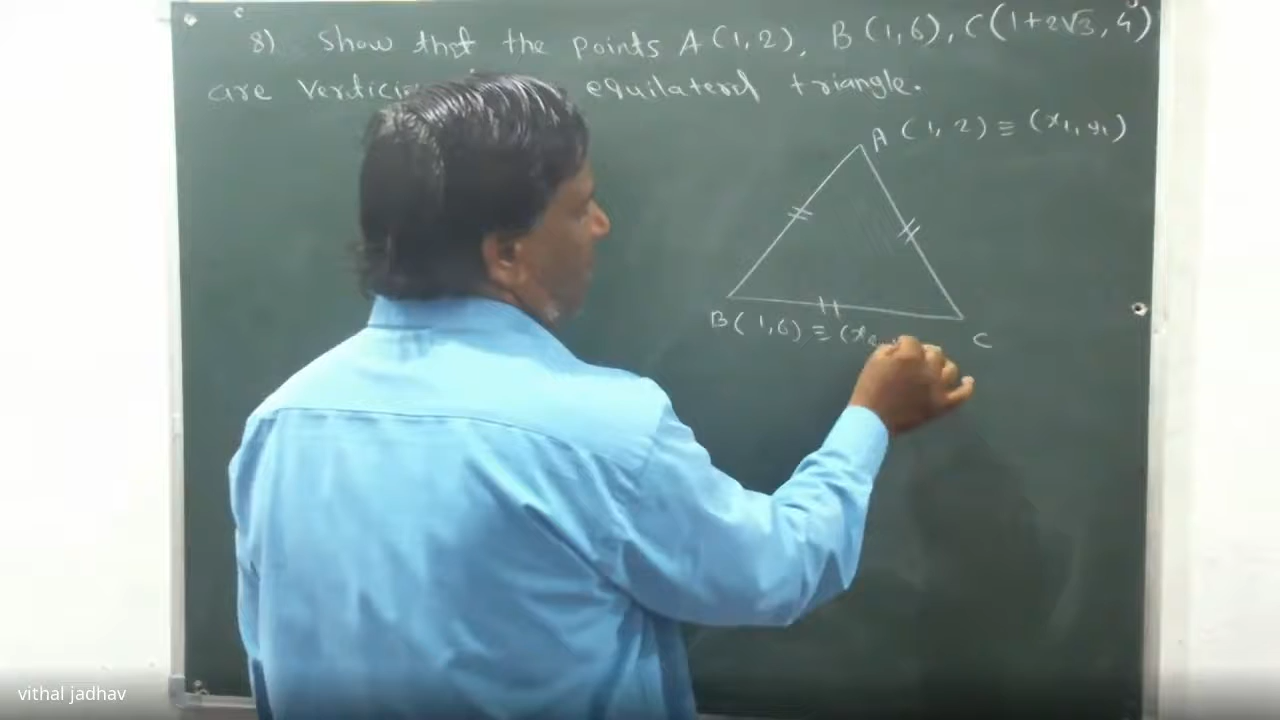 8) Show that the points A(1,2), B(1,6), C(1+2√3, 4)
are equilateral triangle.
A (1, 2) ≡ (x₁, y₁)
B(1,6) ≡ (x₂
C
vithal jadhav